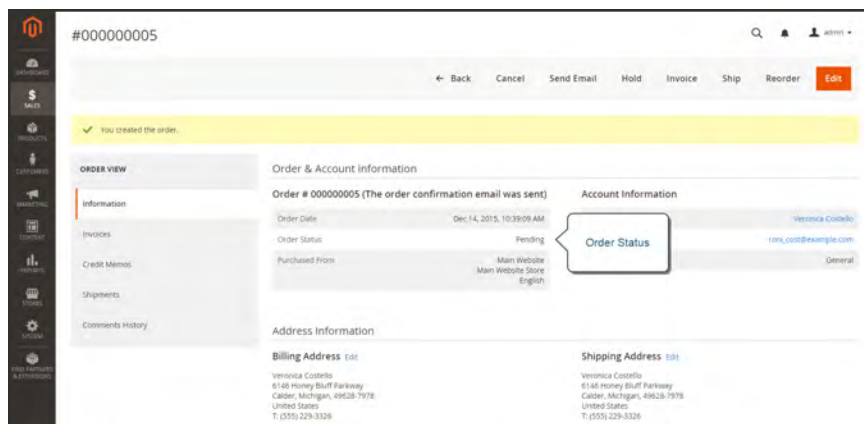 #000000005
admin
← Back Cancel Send Email Hold Invoice Ship Reorder Edit
DASHBOARD
SALES
PRODUCTS
CUSTOMERS
MARKETING
CONTENT
REPORTS
STORES
SYSTEM
FIND PARTNERS
& EXTENSIONS
You created the order.
ORDER VIEW
Information
Invoices
Credit Memos
Shipments
Comments History
Order & Account Information
Order # 000000005 (The order confirmation email was sent)
Order Date Dec 14, 2015, 10:39:09 AM
Order Status Pending
Purchased From Main Website
Main Website Store
English
Order Status
Account Information
Veronica Costello
roni_cost@example.com
General
Address Information
Billing Address Edit
Veronica Costello
6146 Honey Bluff Parkway
Calder, Michigan, 49628-7978
United States
T: (555) 229-3326
Shipping Address Edit
Veronica Costello
6146 Honey Bluff Parkway
Calder, Michigan, 49628-7978
United States
T: (555) 229-3326